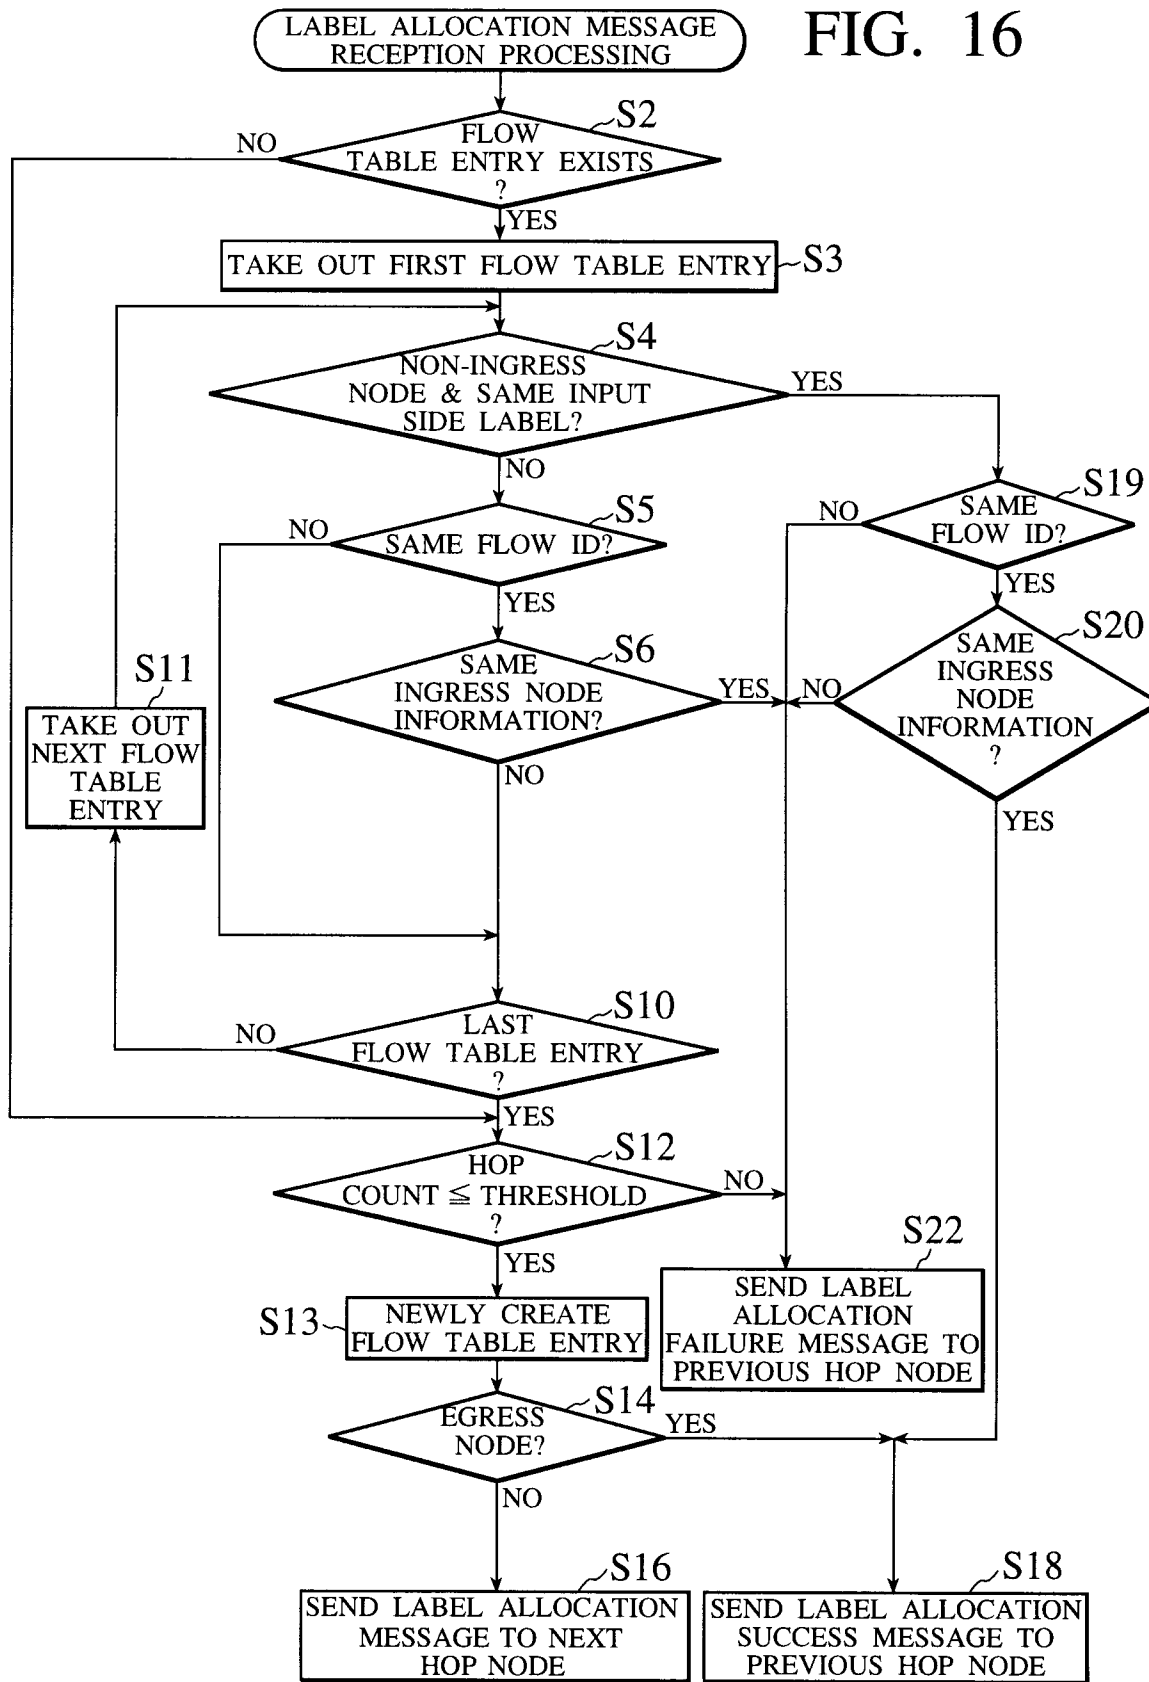 FIG. 16
LABEL ALLOCATION MESSAGE
RECEPTION PROCESSING
S2
NO
FLOW
TABLE ENTRY EXISTS
?
YES
TAKE OUT FIRST FLOW TABLE ENTRY
S3
S4
NON-INGRESS
NODE & SAME INPUT
SIDE LABEL?
YES
NO
S5
NO
SAME FLOW ID?
YES
S19
NO
SAME
FLOW ID?
YES
S6
SAME
INGRESS NODE
INFORMATION?
YES
NO
S20
SAME
INGRESS
NODE
INFORMATION
?
NO
YES
S11
TAKE OUT
NEXT FLOW
TABLE
ENTRY
S10
NO
LAST
FLOW TABLE ENTRY
?
YES
S12
HOP
COUNT ≦ THRESHOLD
?
NO
YES
S22
SEND LABEL
ALLOCATION
FAILURE MESSAGE TO
PREVIOUS HOP NODE
S13
NEWLY CREATE
FLOW TABLE ENTRY
S14
EGRESS
NODE?
YES
NO
S16
SEND LABEL ALLOCATION
MESSAGE TO NEXT
HOP NODE
S18
SEND LABEL ALLOCATION
SUCCESS MESSAGE TO
PREVIOUS HOP NODE